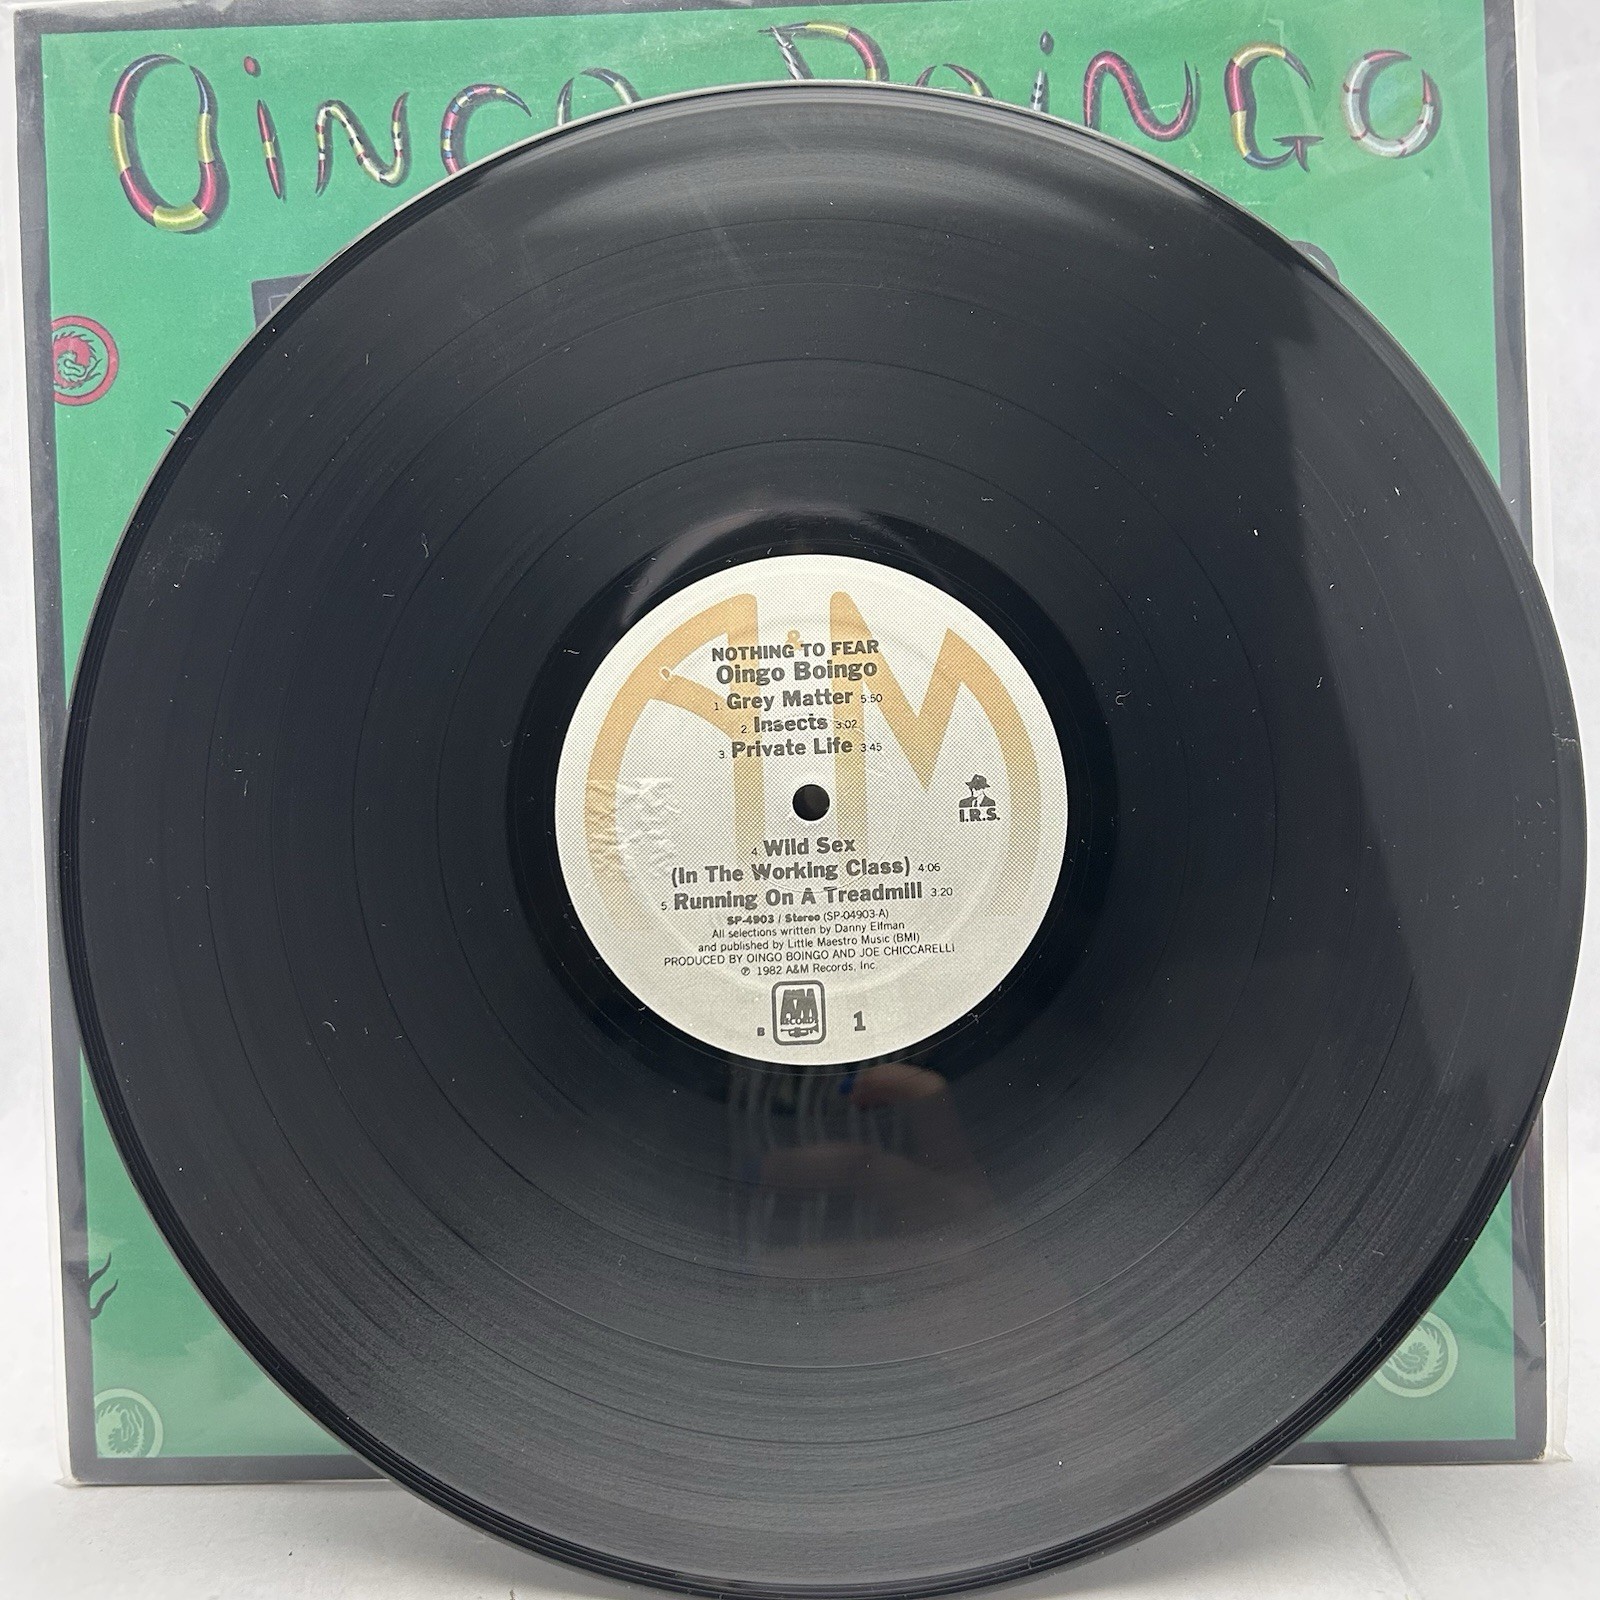 Oingo Boingo
&
NOTHING TO FEAR
Oingo Boingo
1. Grey Matter 5:50
2. Insects 3:02
3. Private Life 3:45
I.R.S.
4. Wild Sex
(In The Working Class) 4:06
5. Running On A Treadmill 3:20
SP-4903 / Stereo (SP-04903-A)
All selections written by Danny Elfman
and published by Little Maestro Music (BMI)
PRODUCED BY OINGO BOINGO AND JOE CHICCARELLI
℗ 1982 A&M Records, Inc.
A&M
RECORDS
B 1